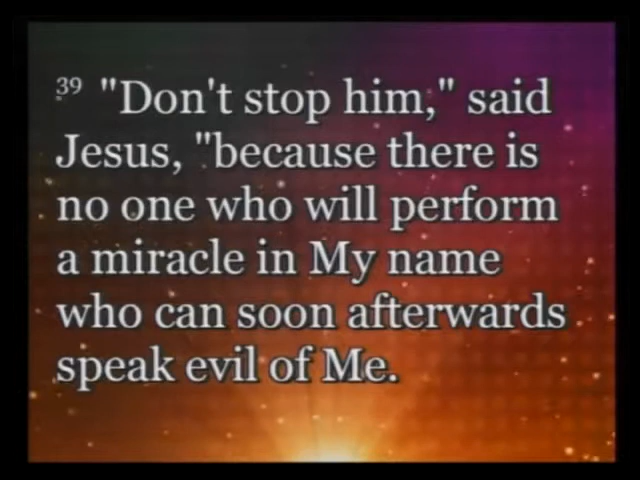 39 "Don't stop him," said
Jesus, "because there is
no one who will perform
a miracle in My name
who can soon afterwards
speak evil of Me.